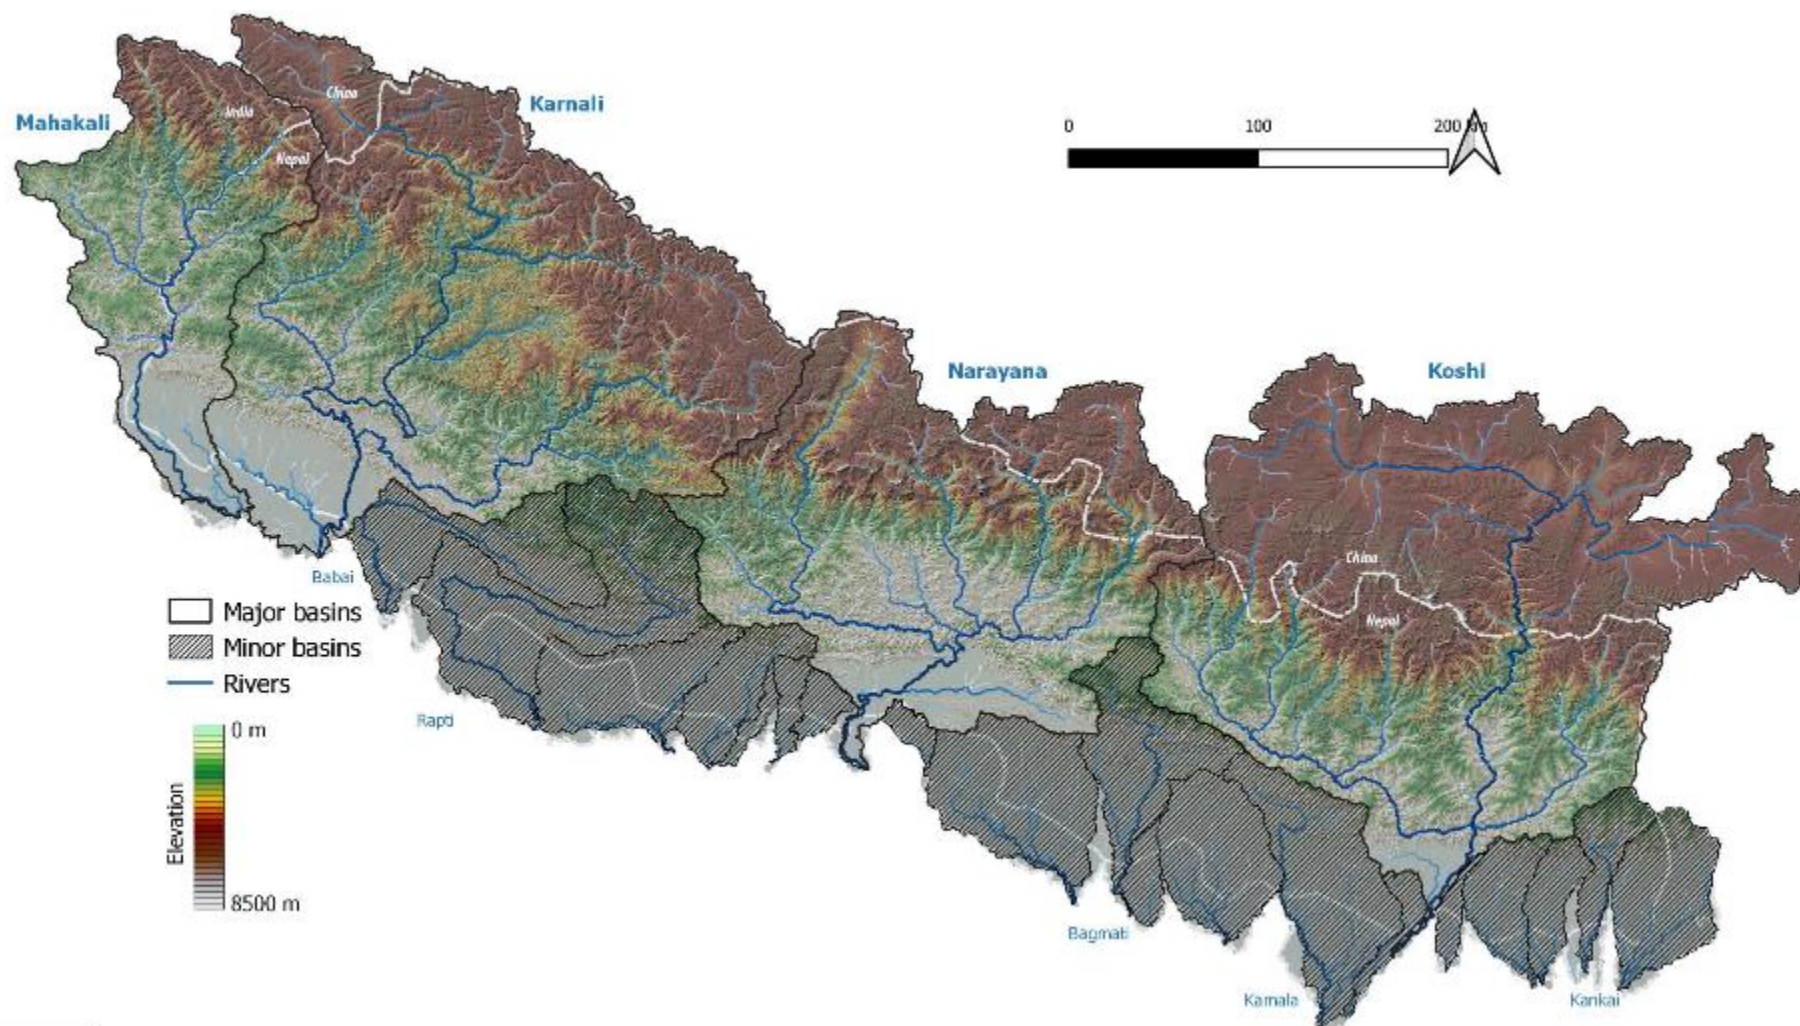 Mahakali
India
Nepal
China
Karnali
0
100
200 km
Narayana
Koshi
China
Nepal
Babai
Major basins
Minor basins
Rivers
Rapti
Elevation
0 m
8500 m
Bagmati
Kamala
Kankai